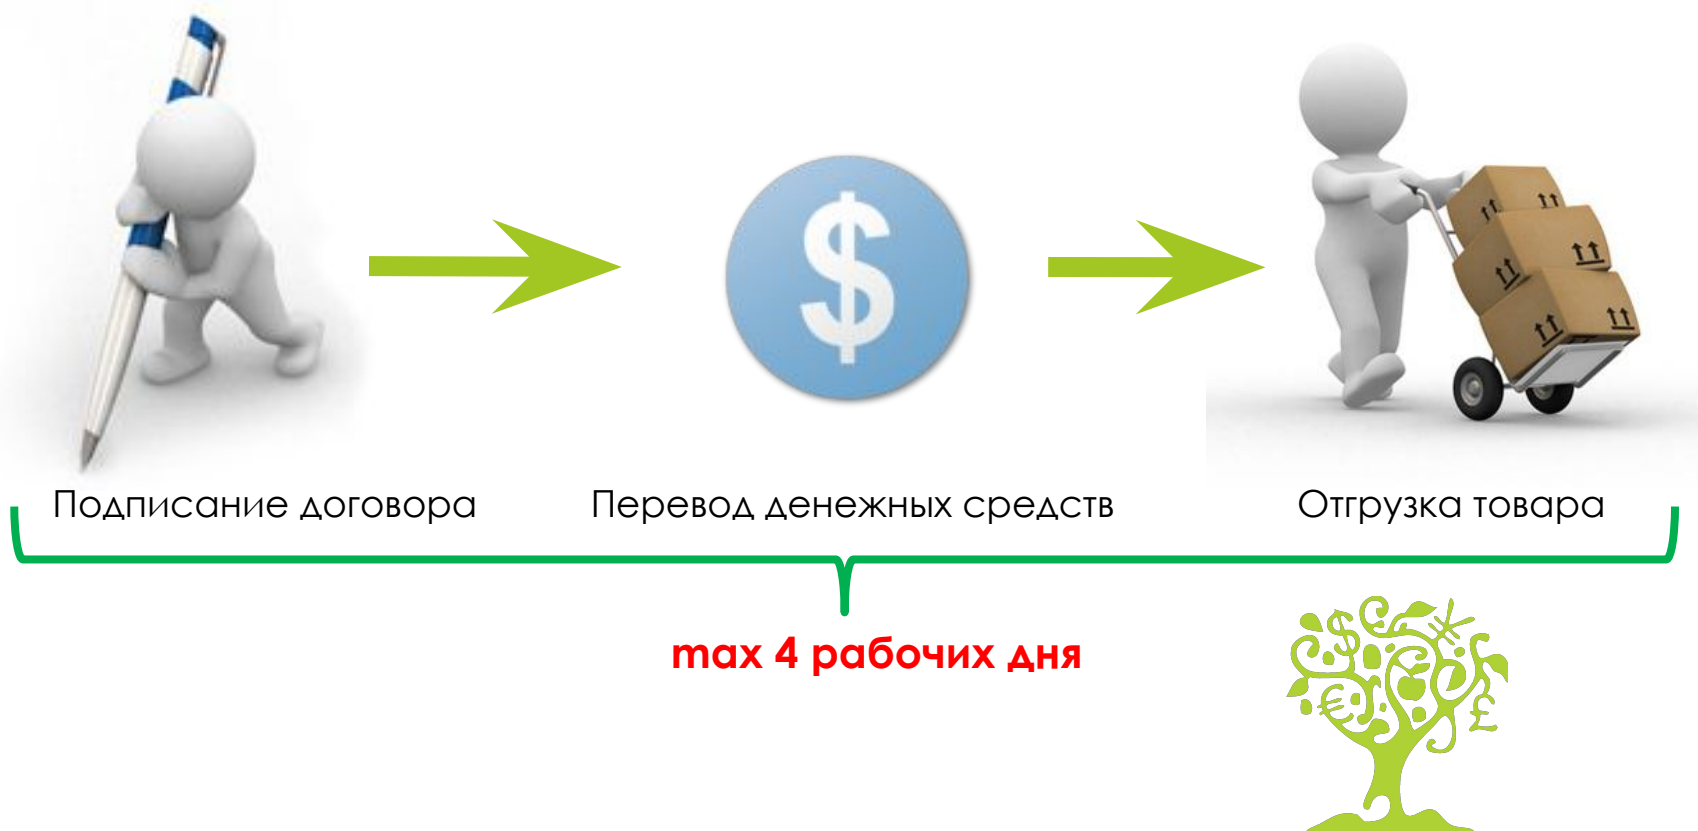 Подписание договора
Перевод денежных средств
Отгрузка товара
max 4 рабочих дня